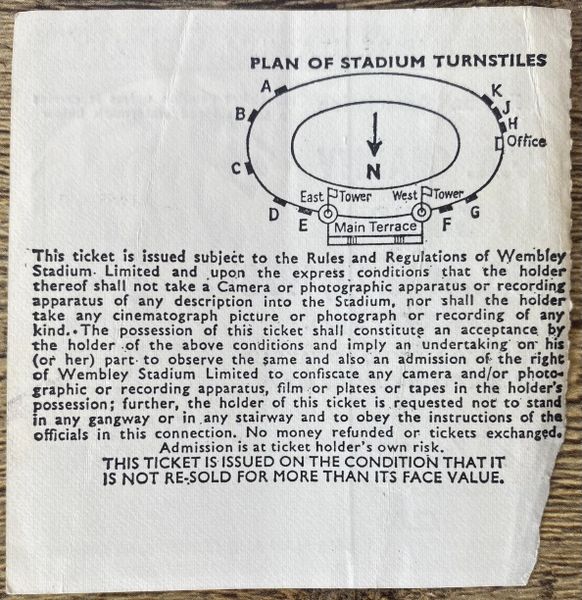 PLAN OF STADIUM TURNSTILES
A
K
B
J
H
Office
N
C
East Tower
West Tower
D
G
E
Main Terrace
F
This ticket is issued subject to the Rules and Regulations of Wembley
Stadium Limited and upon the express conditions that the holder
thereof shall not take a Camera or photographic apparatus or recording
apparatus of any description into the Stadium, nor shall the holder
take any cinematograph picture or photograph or recording of any
kind. The possession of this ticket shall constitute an acceptance by
the holder of the above conditions and imply an undertaking on his
(or her) part to observe the same and also an admission of the right
of Wembley Stadium Limited to confiscate any camera and/or photo-
graphic or recording apparatus, film or plates or tapes in the holder's
possession; further, the holder of this ticket is requested not to stand
in any gangway or in any stairway and to obey the instructions of the
officials in this connection. No money refunded or tickets exchanged.
Admission is at ticket holder's own risk.
THIS TICKET IS ISSUED ON THE CONDITION THAT IT
IS NOT RE-SOLD FOR MORE THAN ITS FACE VALUE.